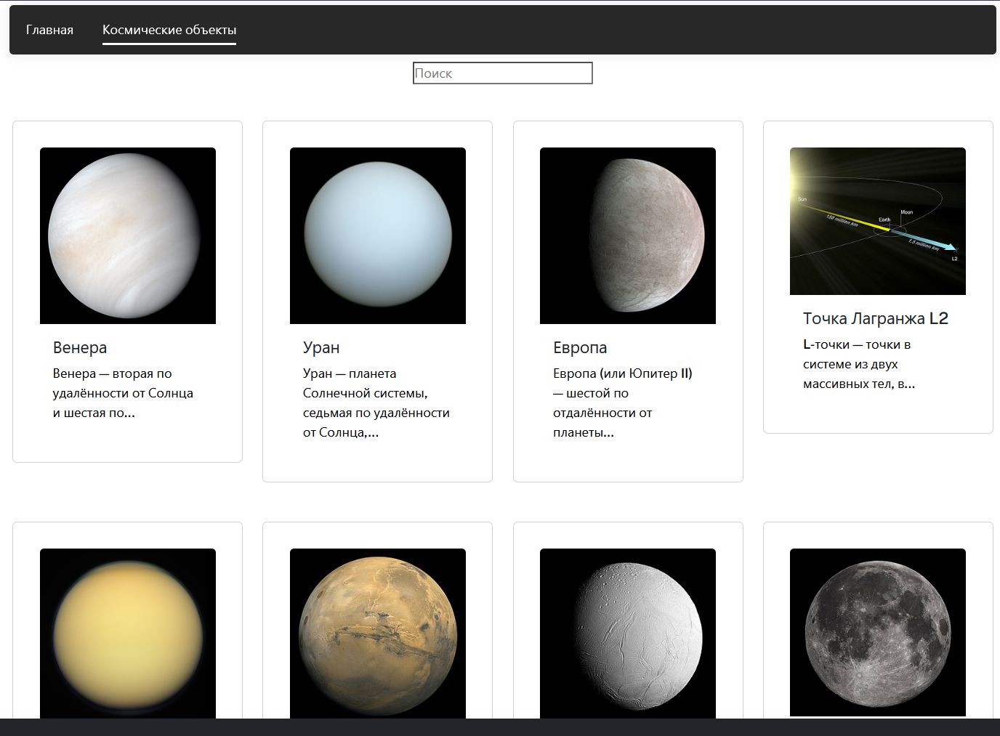 Главная
Космические объекты
Поиск
Венера
Венера — вторая по
удалённости от Солнца
и шестая по...
Уран
Уран — планета
Солнечной системы,
седьмая по удалённости
от Солнца,...
Европа
Европа (или Юпитер II)
— шестой по
отдалённости от
планеты...
Sun
150 million km
Earth
Moon
1.5 million km
L2
Точка Лагранжа L2
L-точки — точки в
системе из двух
массивных тел, в...